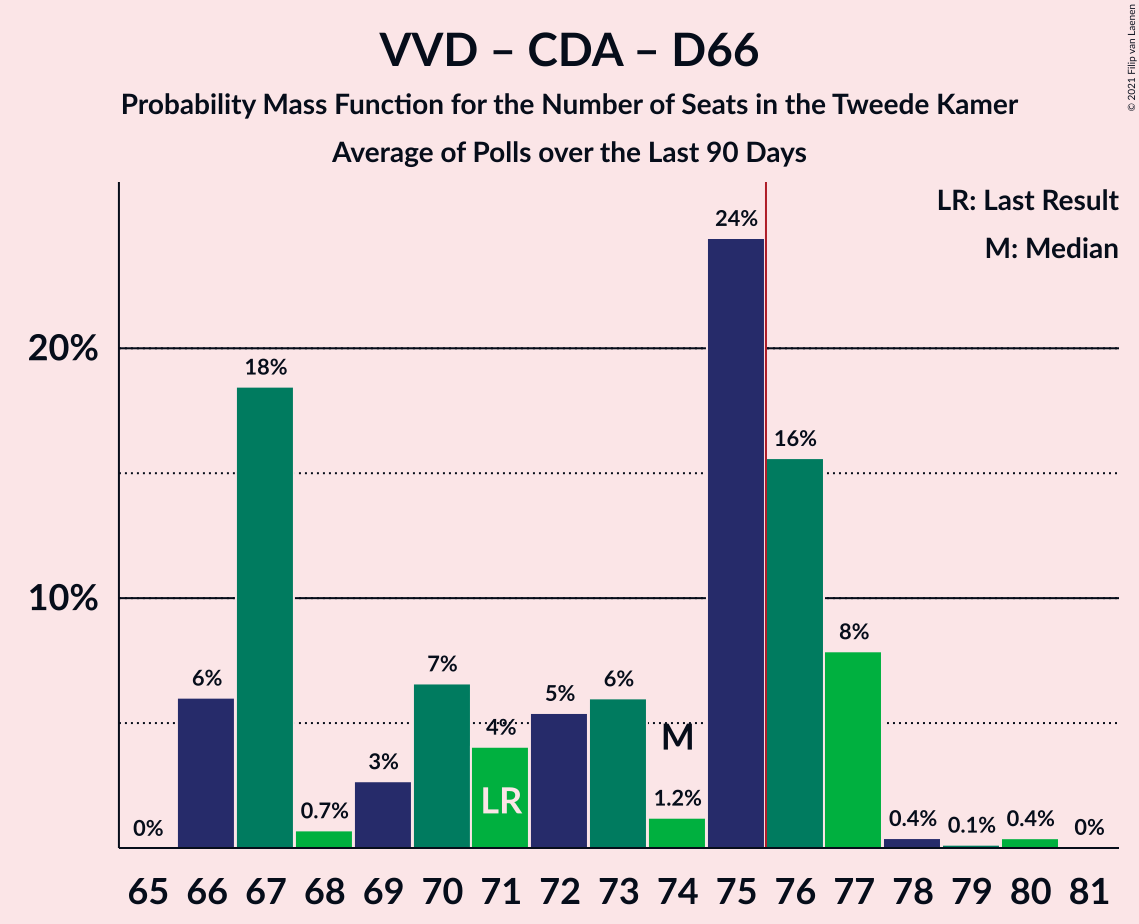 VVD – CDA – D66
Probability Mass Function for the Number of Seats in the Tweede Kamer
Average of Polls over the Last 90 Days
© 2021 Filip van Laenen
LR: Last Result
M: Median
20%
10%
0%
6%
18%
0.7%
3%
7%
4%
LR
5%
6%
M
1.2%
24%
16%
8%
0.4%
0.1%
0.4%
0%
65 66 67 68 69 70 71 72 73 74 75 76 77 78 79 80 81